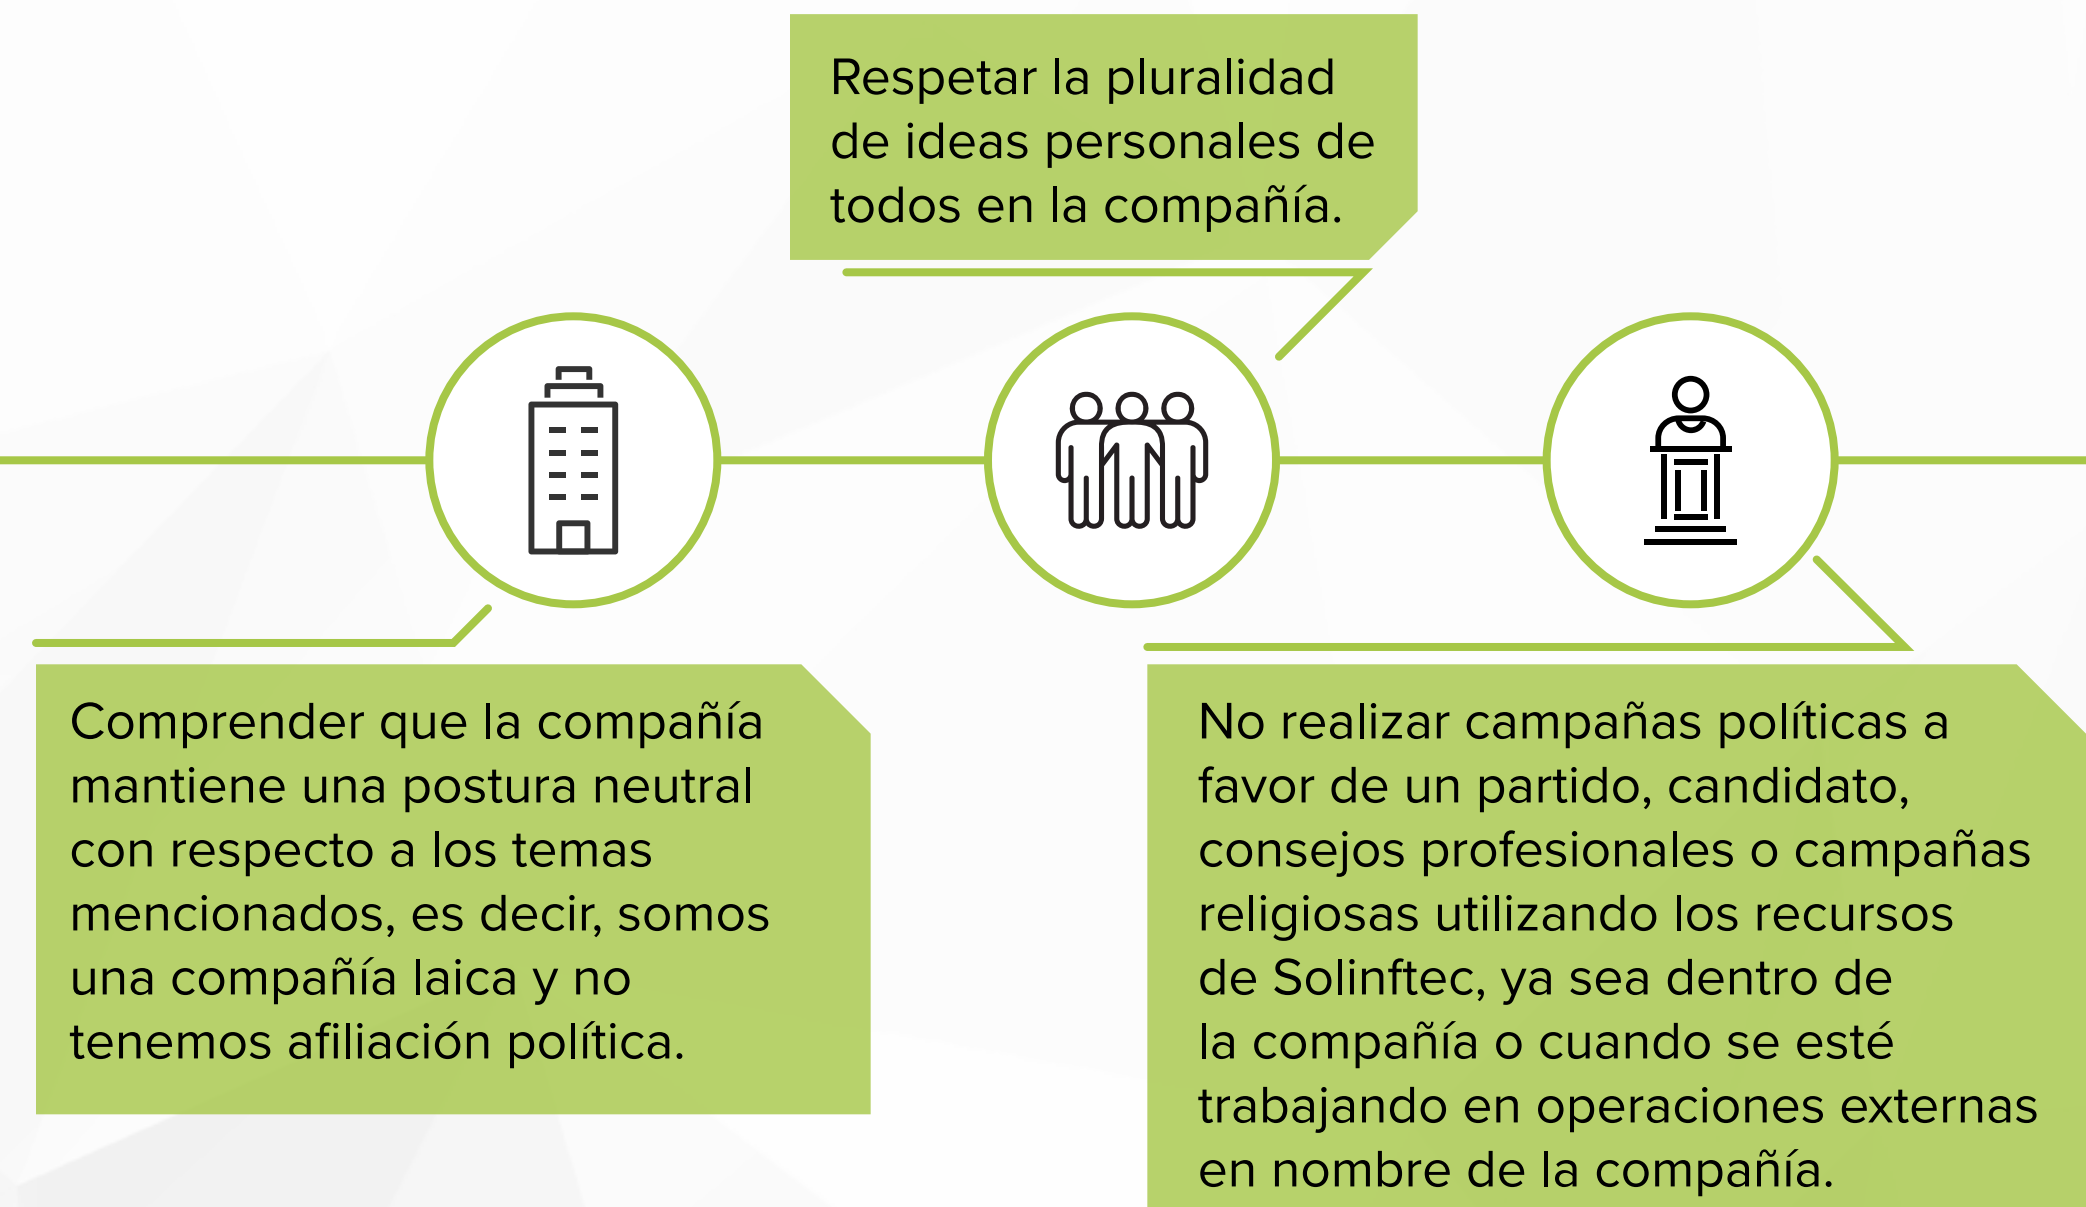 Respetar la pluralidad
de ideas personales de
todos en la compañía.
Comprender que la compañía
mantiene una postura neutral
con respecto a los temas
mencionados, es decir, somos
una compañía laica y no
tenemos afiliación política.
No realizar campañas políticas a
favor de un partido, candidato,
consejos profesionales o campañas
religiosas utilizando los recursos
de Solinftec, ya sea dentro de
la compañía o cuando se esté
trabajando en operaciones externas
en nombre de la compañía.